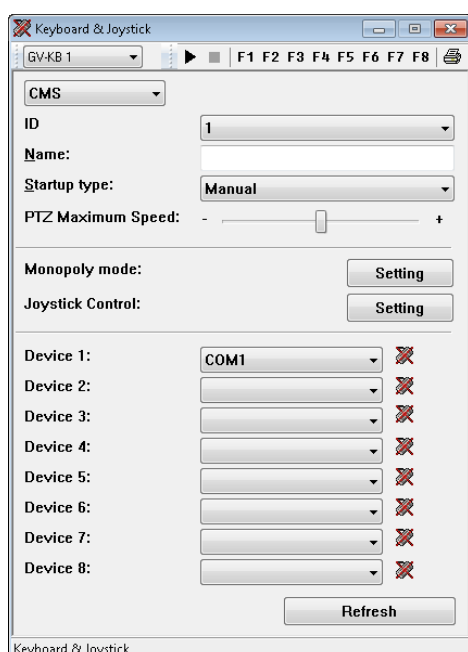 Keyboard & Joystick
GV-KB 1 F1 F2 F3 F4 F5 F6 F7 F8
CMS
ID 1
Name:
Startup type: Manual
PTZ Maximum Speed: - +
Monopoly mode: Setting
Joystick Control: Setting
Device 1: COM1
Device 2:
Device 3:
Device 4:
Device 5:
Device 6:
Device 7:
Device 8:
Refresh
Keyboard & Joystick